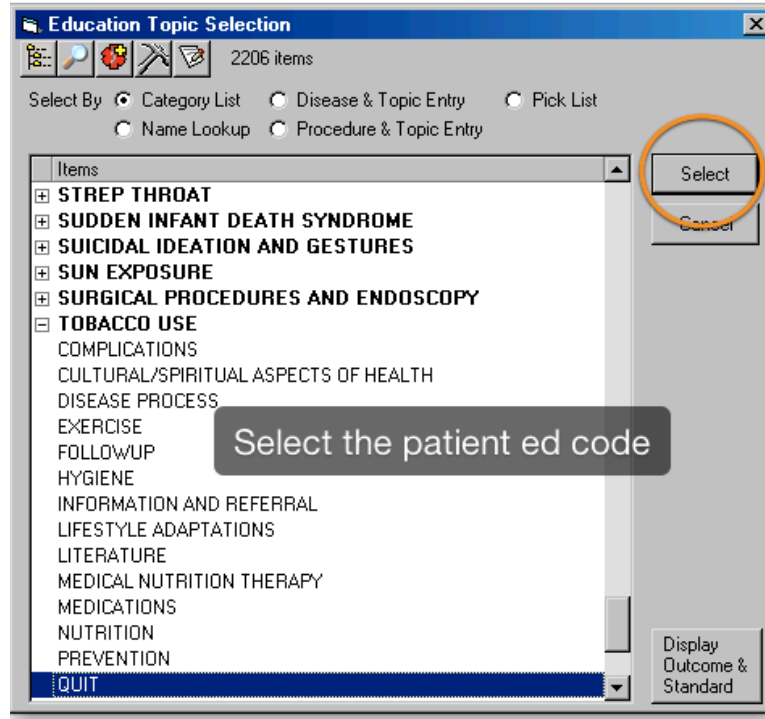 Education Topic Selection
2206 items
Select By Category List Disease & Topic Entry Pick List
Name Lookup Procedure & Topic Entry
Items
STREP THROAT
SUDDEN INFANT DEATH SYNDROME
SUICIDAL IDEATION AND GESTURES
SUN EXPOSURE
SURGICAL PROCEDURES AND ENDOSCOPY
TOBACCO USE
COMPLICATIONS
CULTURAL/SPIRITUAL ASPECTS OF HEALTH
DISEASE PROCESS
EXERCISE
FOLLOWUP
HYGIENE
INFORMATION AND REFERRAL
LIFESTYLE ADAPTATIONS
LITERATURE
MEDICAL NUTRITION THERAPY
MEDICATIONS
NUTRITION
PREVENTION
QUIT
Select the patient ed code
Select
Cancel
Display
Outcome &
Standard